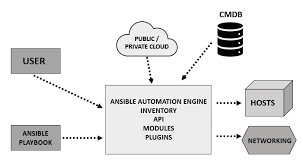 CMDB
PUBLIC /
PRIVATE CLOUD
USER
ANSIBLE AUTOMATION ENGINE
INVENTORY
API
MODULES
PLUGINS
HOSTS
ANSIBLE
PLAYBOOK
NETWORKING